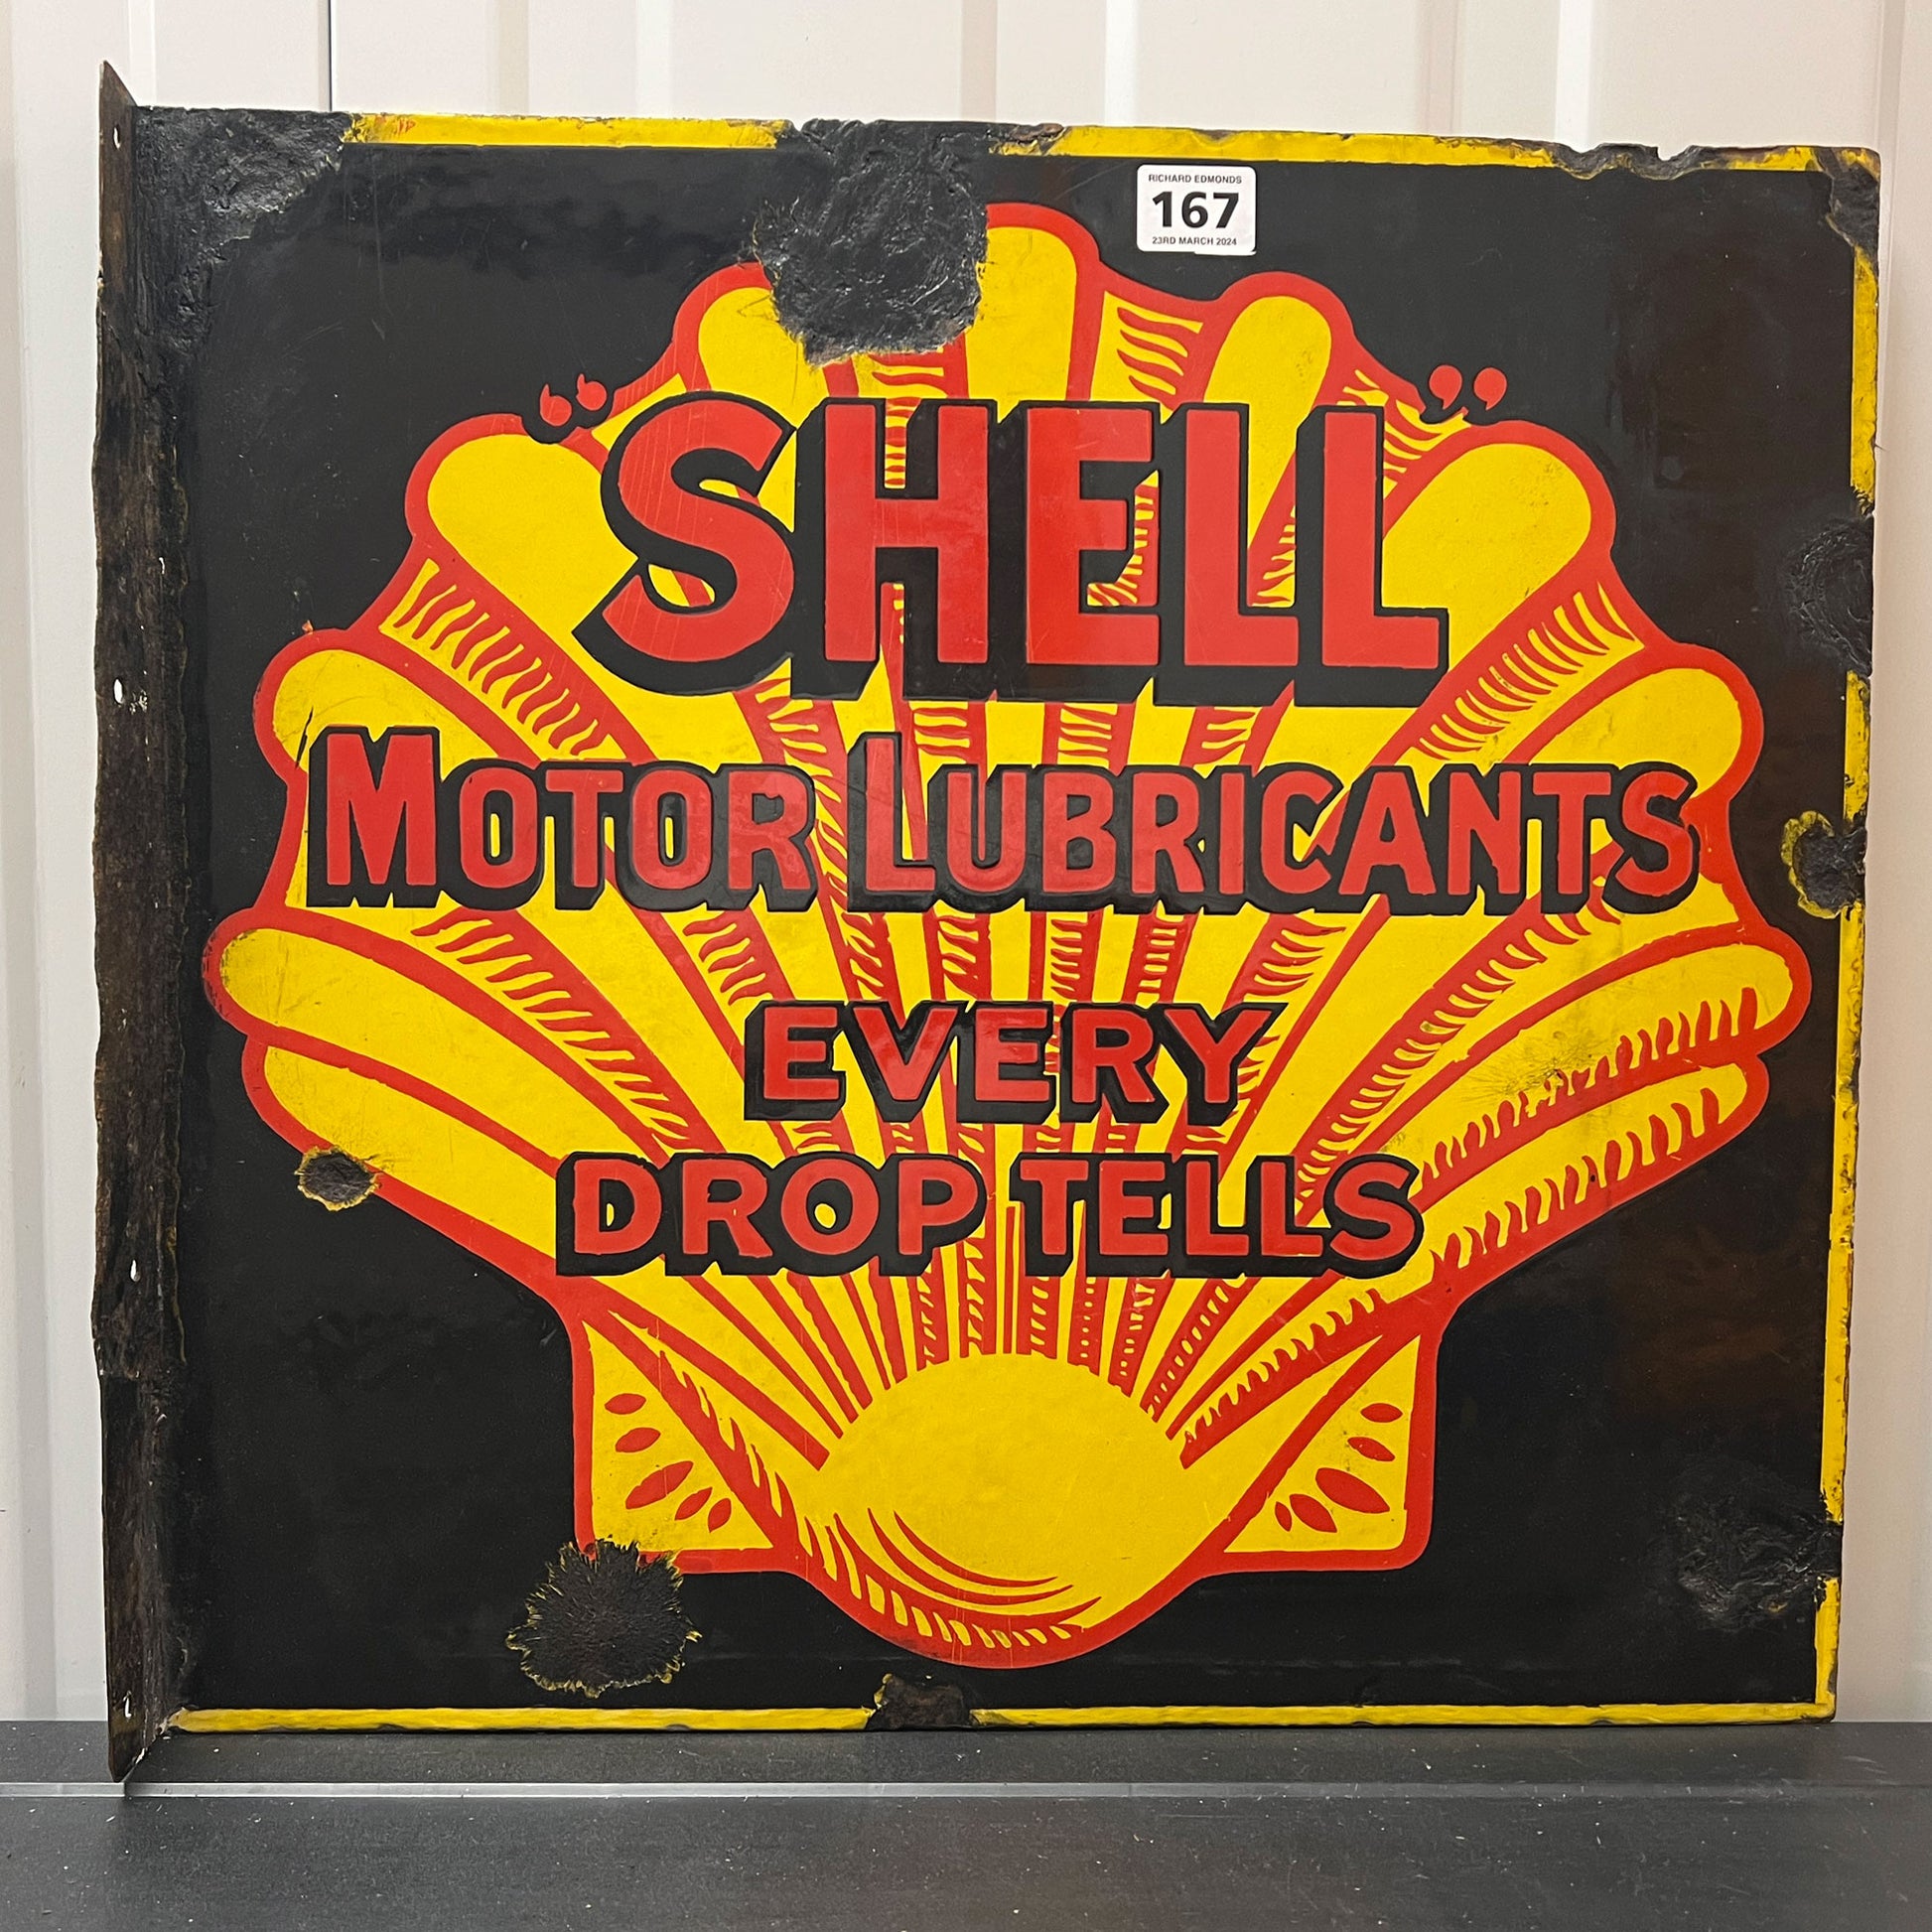 RICHARD EDMONDS
167
23RD MARCH 2024
“SHELL”
MOTOR LUBRICANTS
EVERY
DROP TELLS